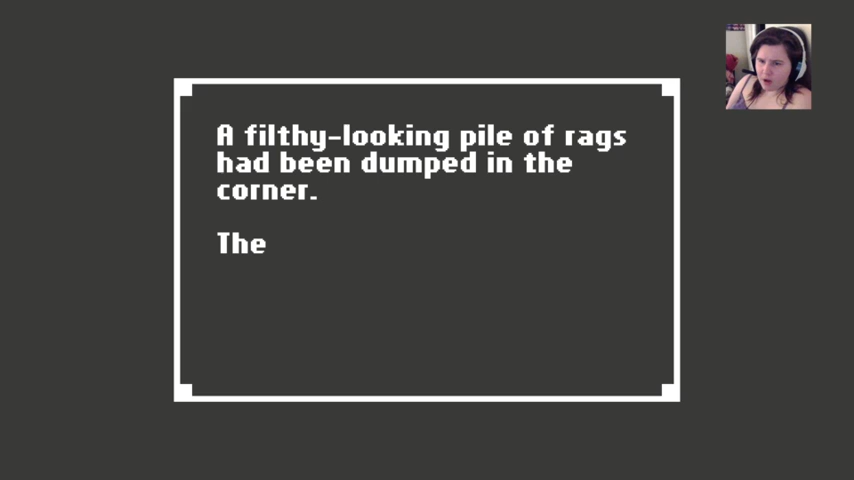 A filthy-looking pile of rags
had been dumped in the
corner.
The